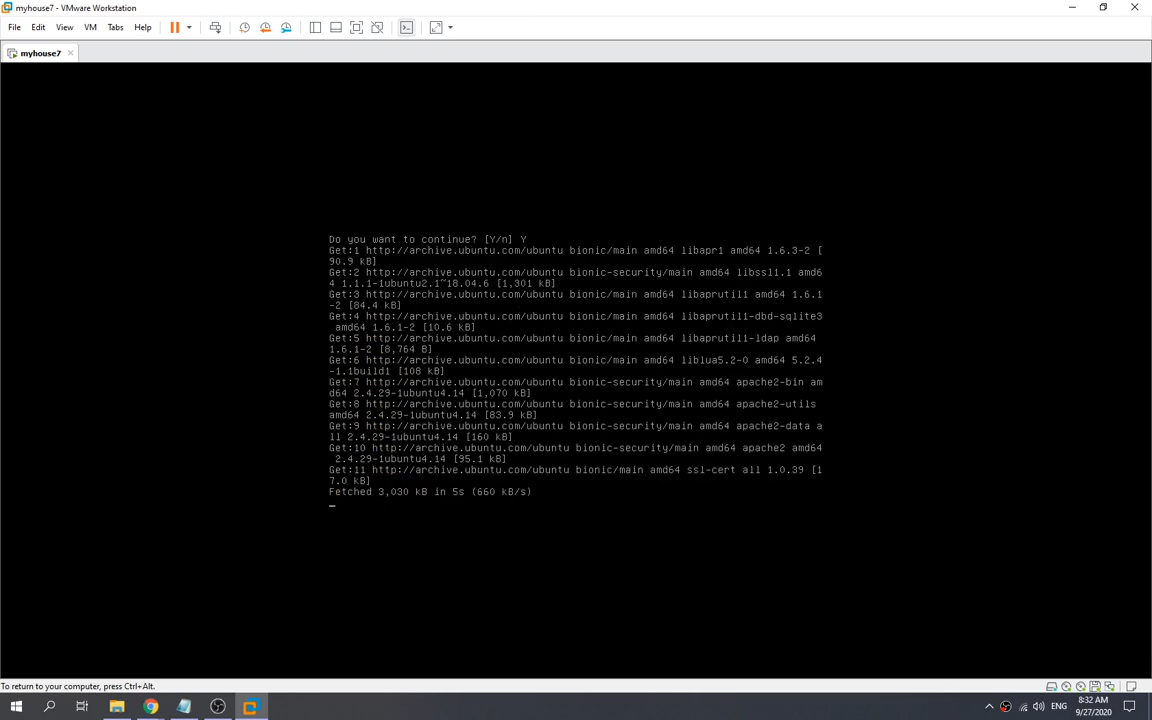 myhouse7 - VMware Workstation
File Edit View VM Tabs Help
myhouse7
Do you want to continue? [Y/n] Y
Get:1 http://archive.ubuntu.com/ubuntu bionic/main amd64 libapr1 amd64 1.6.3-2 [
90.9 kB]
Get:2 http://archive.ubuntu.com/ubuntu bionic-security/main amd64 libssl1.1 amd6
4 1.1.1-1ubuntu2.1~18.04.6 [1,301 kB]
Get:3 http://archive.ubuntu.com/ubuntu bionic/main amd64 libaprutil1 amd64 1.6.1
-2 [84.4 kB]
Get:4 http://archive.ubuntu.com/ubuntu bionic/main amd64 libaprutil1-dbd-sqlite3
amd64 1.6.1-2 [10.6 kB]
Get:5 http://archive.ubuntu.com/ubuntu bionic/main amd64 libaprutil1-ldap amd64
1.6.1-2 [8,764 B]
Get:6 http://archive.ubuntu.com/ubuntu bionic/main amd64 liblua5.2-0 amd64 5.2.4
-1.1build1 [108 kB]
Get:7 http://archive.ubuntu.com/ubuntu bionic-security/main amd64 apache2-bin am
d64 2.4.29-1ubuntu4.14 [1,070 kB]
Get:8 http://archive.ubuntu.com/ubuntu bionic-security/main amd64 apache2-utils
amd64 2.4.29-1ubuntu4.14 [83.9 kB]
Get:9 http://archive.ubuntu.com/ubuntu bionic-security/main amd64 apache2-data a
ll 2.4.29-1ubuntu4.14 [160 kB]
Get:10 http://archive.ubuntu.com/ubuntu bionic-security/main amd64 apache2 amd64
2.4.29-1ubuntu4.14 [95.1 kB]
Get:11 http://archive.ubuntu.com/ubuntu bionic/main amd64 ssl-cert all 1.0.39 [1
7.0 kB]
Fetched 3,030 kB in 5s (660 kB/s)
To return to your computer, press Ctrl+Alt.
ENG
8:32 AM
9/27/2020